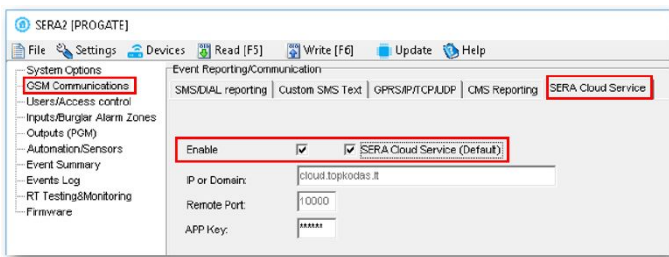 SERA2 [PROGATE]
File Settings Devices Read [F5] Write [F6] Update Help
System Options
GSM Communications
Users/Access control
Inputs/Burglar Alarm Zones
Outputs (PGM)
Automation/Sensors
Event Summary
Events Log
RT Testing&Monitoring
Firmware
Event Reporting/Communication
SMS/DIAL reporting Custom SMS Text GPRS/IP/TCP/UDP CMS Reporting SERA Cloud Service
Enable SERA Cloud Service (Default)
IP or Domain: cloud.topkodas.lt
Remote Port: 10000
APP Key: ******